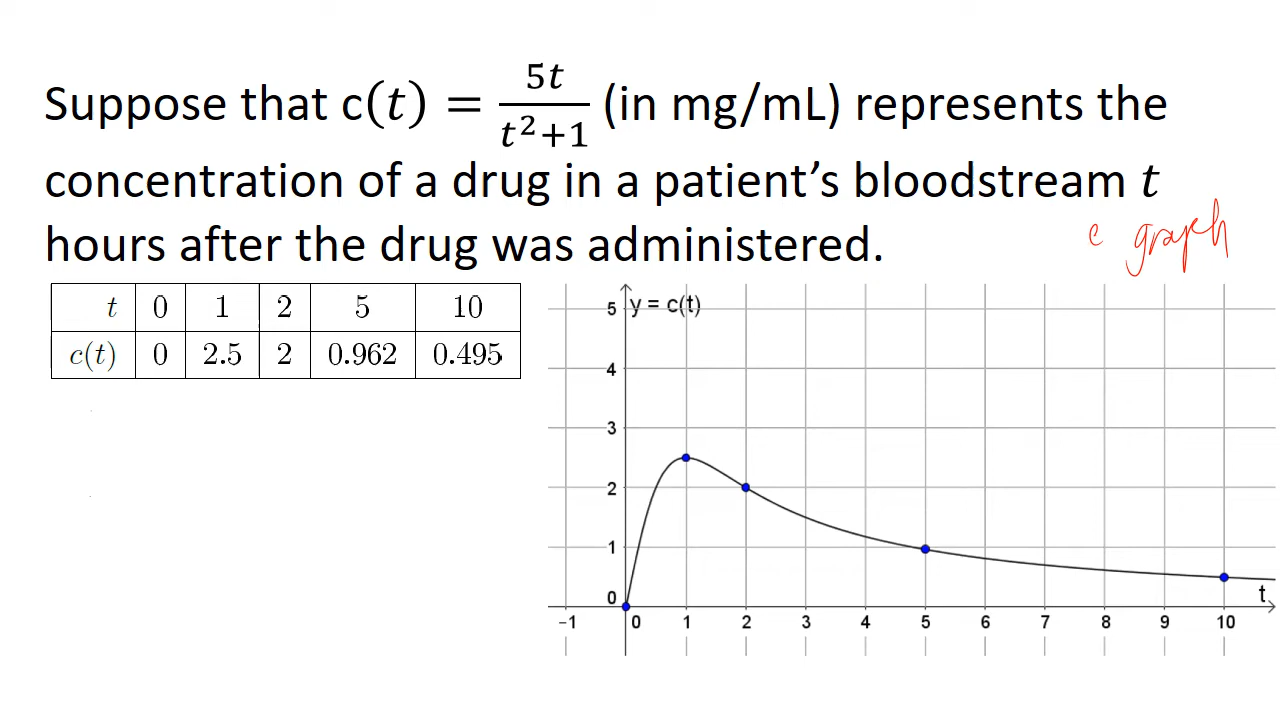 Suppose that c(t) = 5t / t²+1 (in mg/mL) represents the
concentration of a drug in a patient’s bloodstream t
hours after the drug was administered.
c graph
t 0 1 2 5 10
c(t) 0 2.5 2 0.962 0.495
y = c(t)
5
4
3
2
1
0
t
−1 0 1 2 3 4 5 6 7 8 9 10